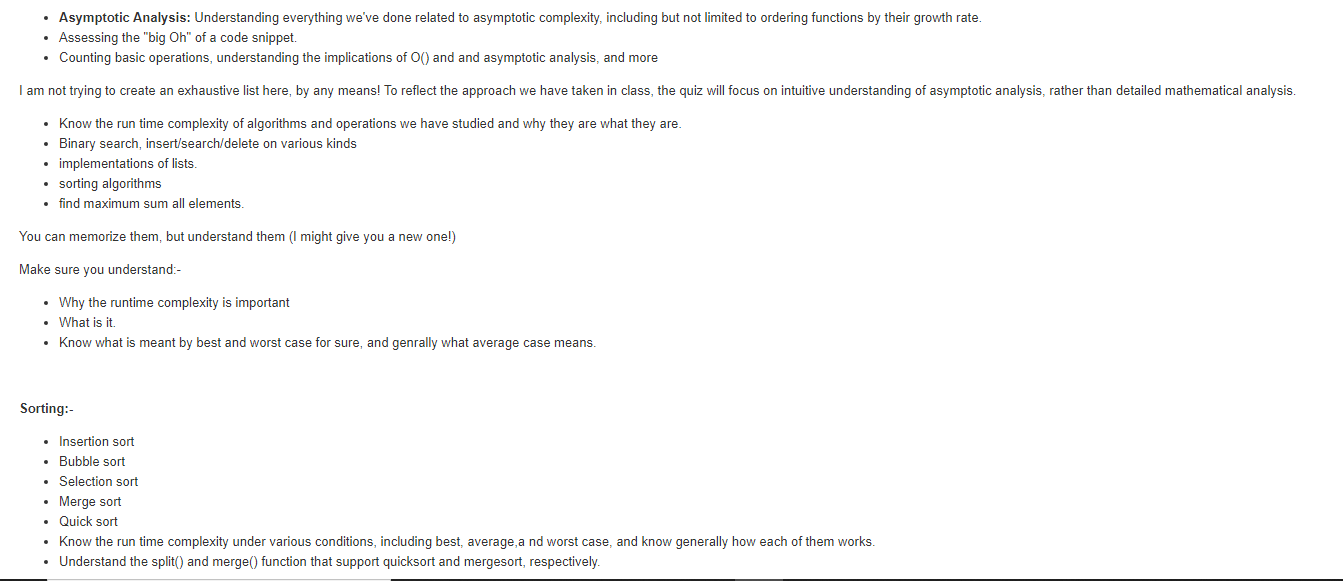 • Asymptotic Analysis: Understanding everything we've done related to asymptotic complexity, including but not limited to ordering functions by their growth rate.
• Assessing the "big Oh" of a code snippet.
• Counting basic operations, understanding the implications of O() and and asymptotic analysis, and more
I am not trying to create an exhaustive list here, by any means! To reflect the approach we have taken in class, the quiz will focus on intuitive understanding of asymptotic analysis, rather than detailed mathematical analysis.
• Know the run time complexity of algorithms and operations we have studied and why they are what they are.
• Binary search, insert/search/delete on various kinds
• implementations of lists.
• sorting algorithms
• find maximum sum all elements.
You can memorize them, but understand them (I might give you a new one!)
Make sure you understand:-
• Why the runtime complexity is important
• What is it.
• Know what is meant by best and worst case for sure, and genrally what average case means.
Sorting:-
• Insertion sort
• Bubble sort
• Selection sort
• Merge sort
• Quick sort
• Know the run time complexity under various conditions, including best, average,a nd worst case, and know generally how each of them works.
• Understand the split() and merge() function that support quicksort and mergesort, respectively.